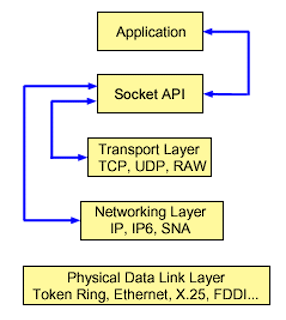 Application
Socket API
Transport Layer
TCP, UDP, RAW
Networking Layer
IP, IP6, SNA
Physical Data Link Layer
Token Ring, Ethernet, X.25, FDDI...